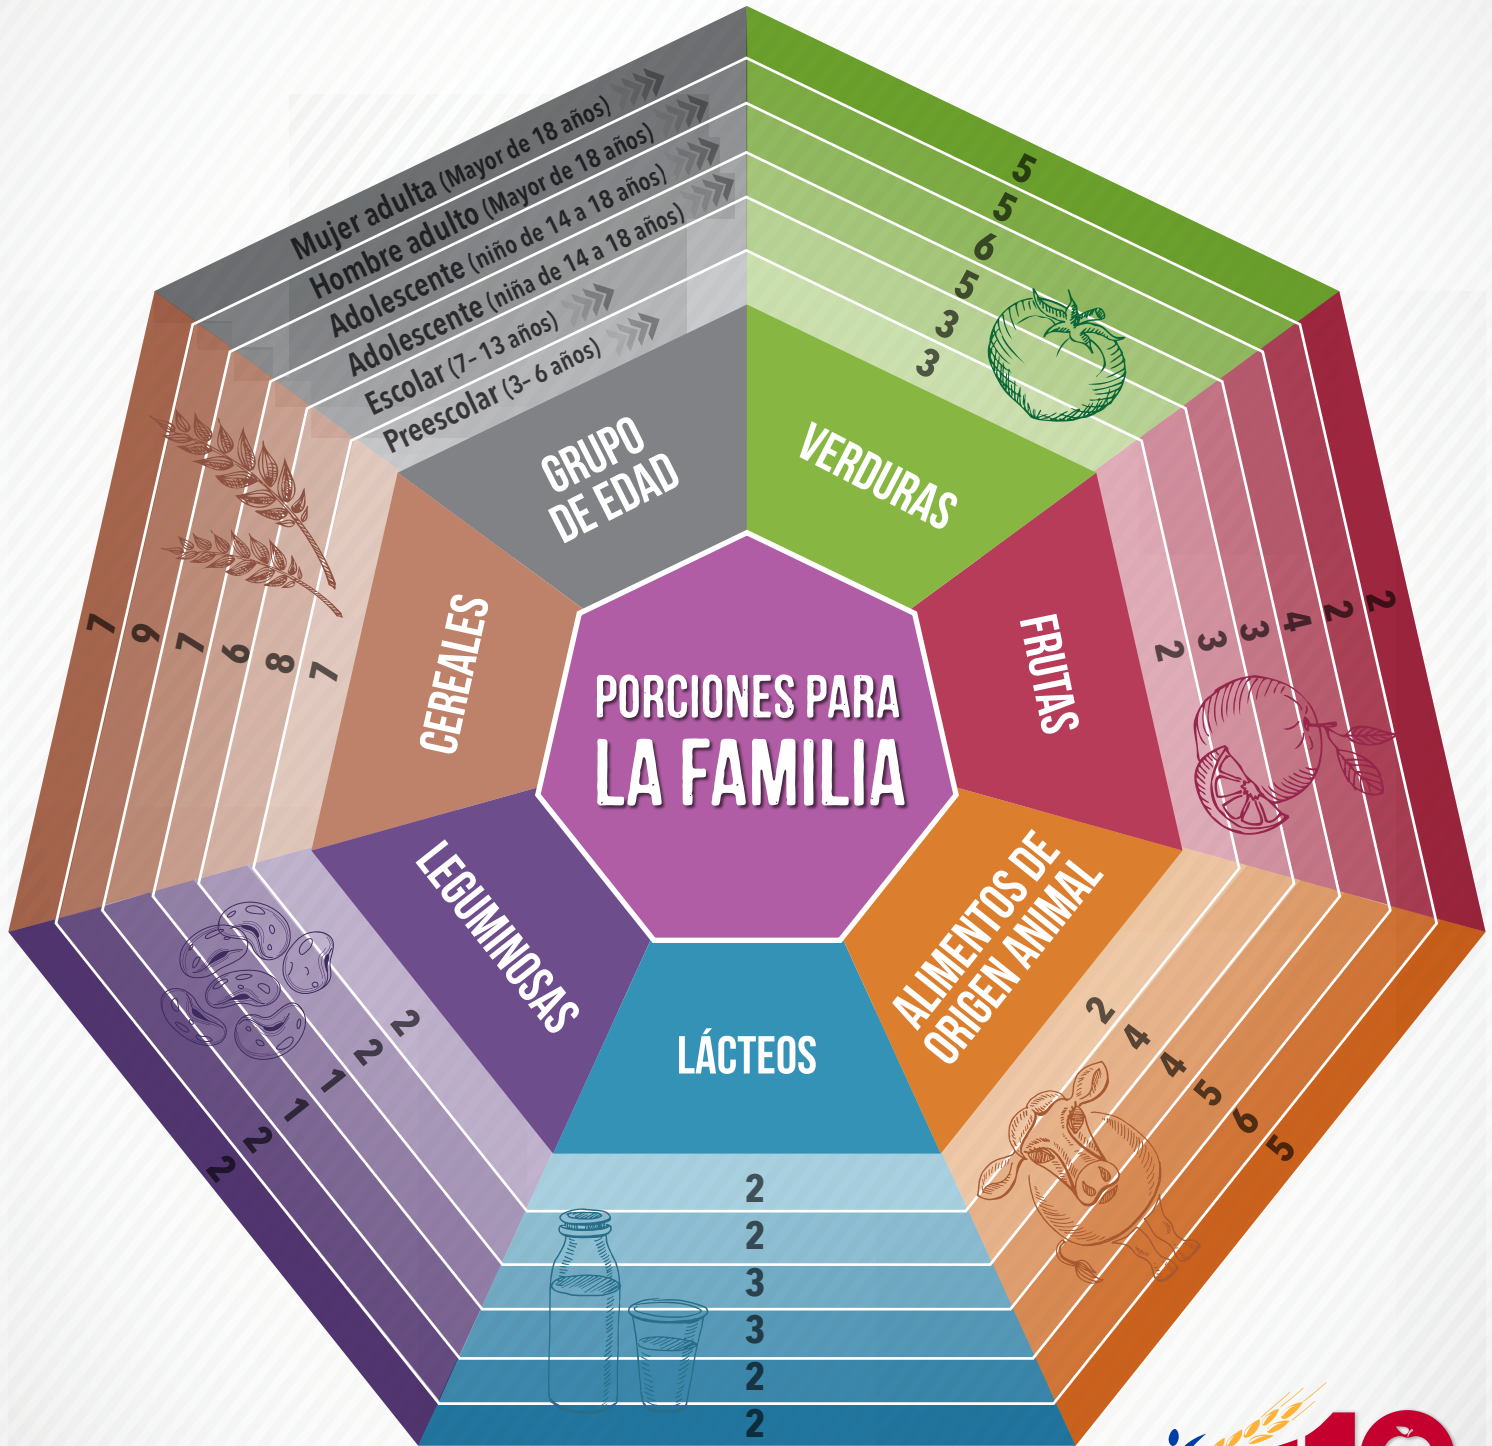 Mujer adulta (Mayor de 18 años)
Hombre adulto (Mayor de 18 años)
Adolescente (niño de 14 a 18 años)
Adolescente (niña de 14 a 18 años)
Escolar (7– 13 años)
Preescolar (3– 6 años)
GRUPO
DE EDAD
5
5
6
5
3
3
VERDURAS
2
2
4
3
3
2
FRUTAS
PORCIONES PARA
LA FAMILIA
ALIMENTOS DE
ORIGEN ANIMAL
2
4
4
5
6
5
LÁCTEOS
2
2
3
3
2
2
LEGUMINOSAS
2
2
1
1
2
2
CEREALES
7
9
7
6
8
7